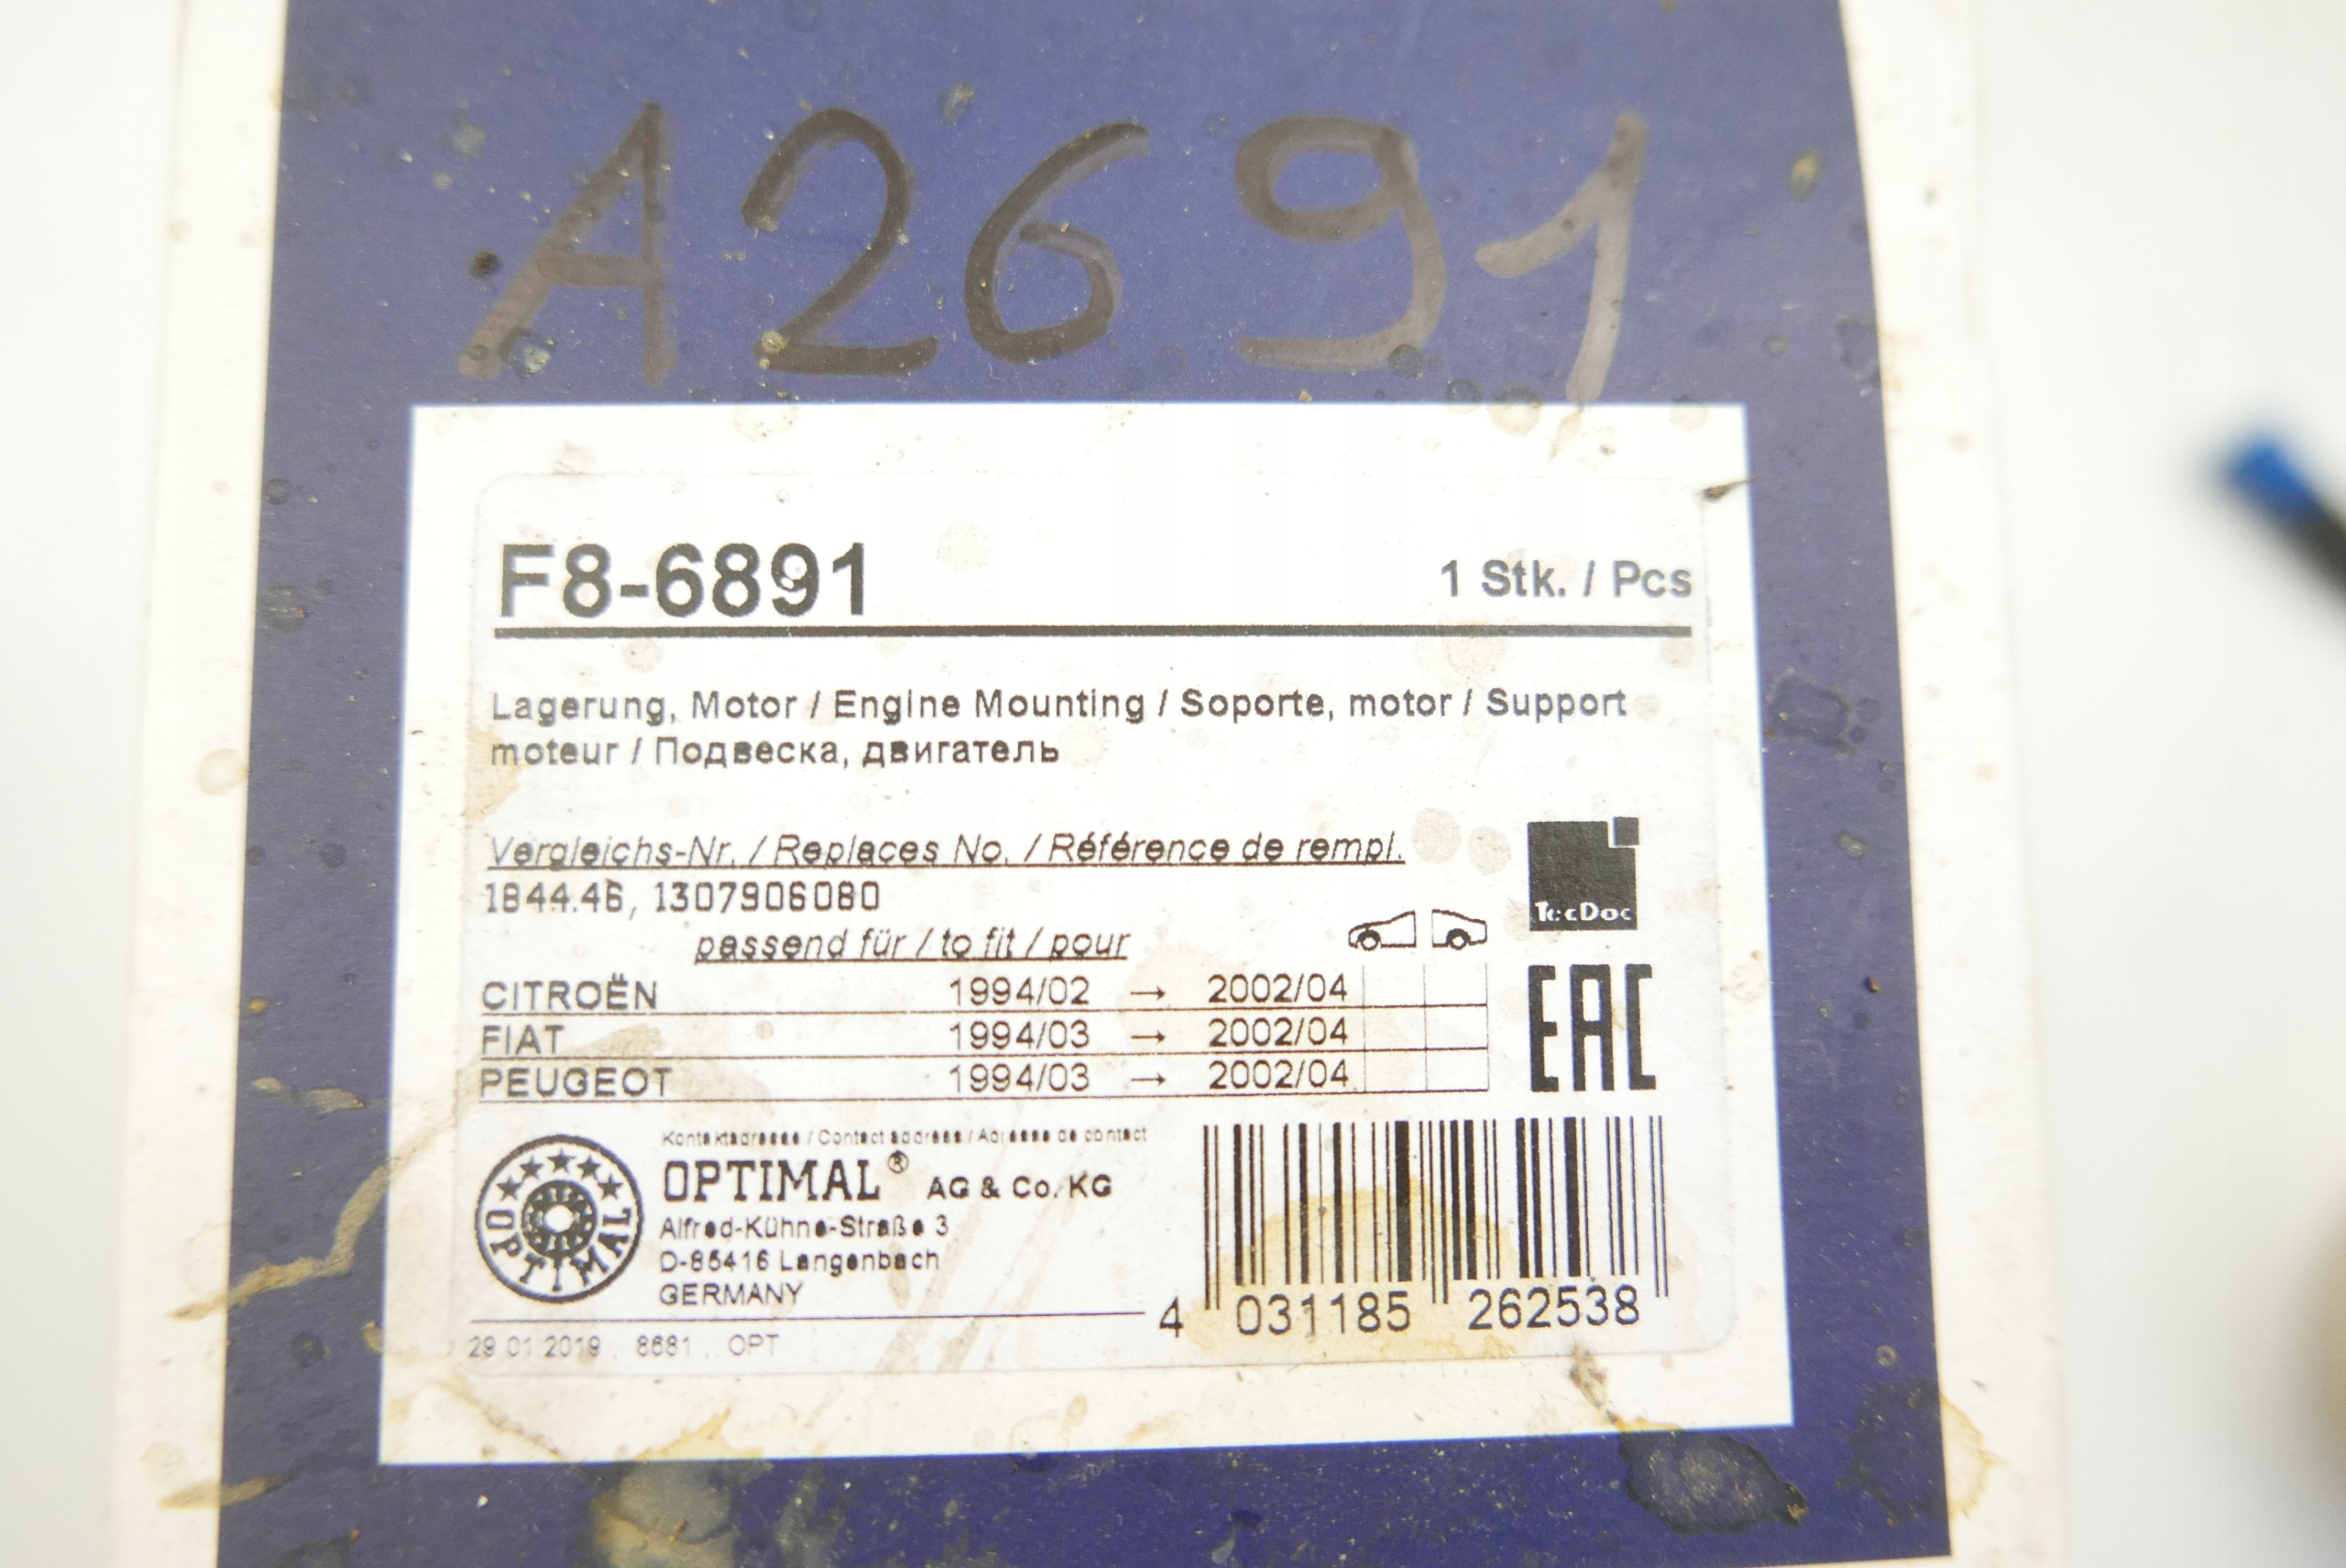 A2691
F8-6891
1 Stk. / Pcs
Lagerung, Motor / Engine Mounting / Soporte, motor / Support
moteur / Подвеска, двигатель
Vergleichs-Nr. / Replaces No. / Référence de rempl.
1844.46, 1307906080
TecDoc
passend für / to fit / pour
CITROËN 1994/02 → 2002/04
FIAT 1994/03 → 2002/04
PEUGEOT 1994/03 → 2002/04
EAC
Kontaktadresse / Contact address / Adresse de contact
OPTIMAL® AG & Co. KG
OPTIMAL
Alfred-Kühne-Straße 3
D-85416 Langenbach
GERMANY
4 031185 262538
29.01.2019 . 8681 . OPT